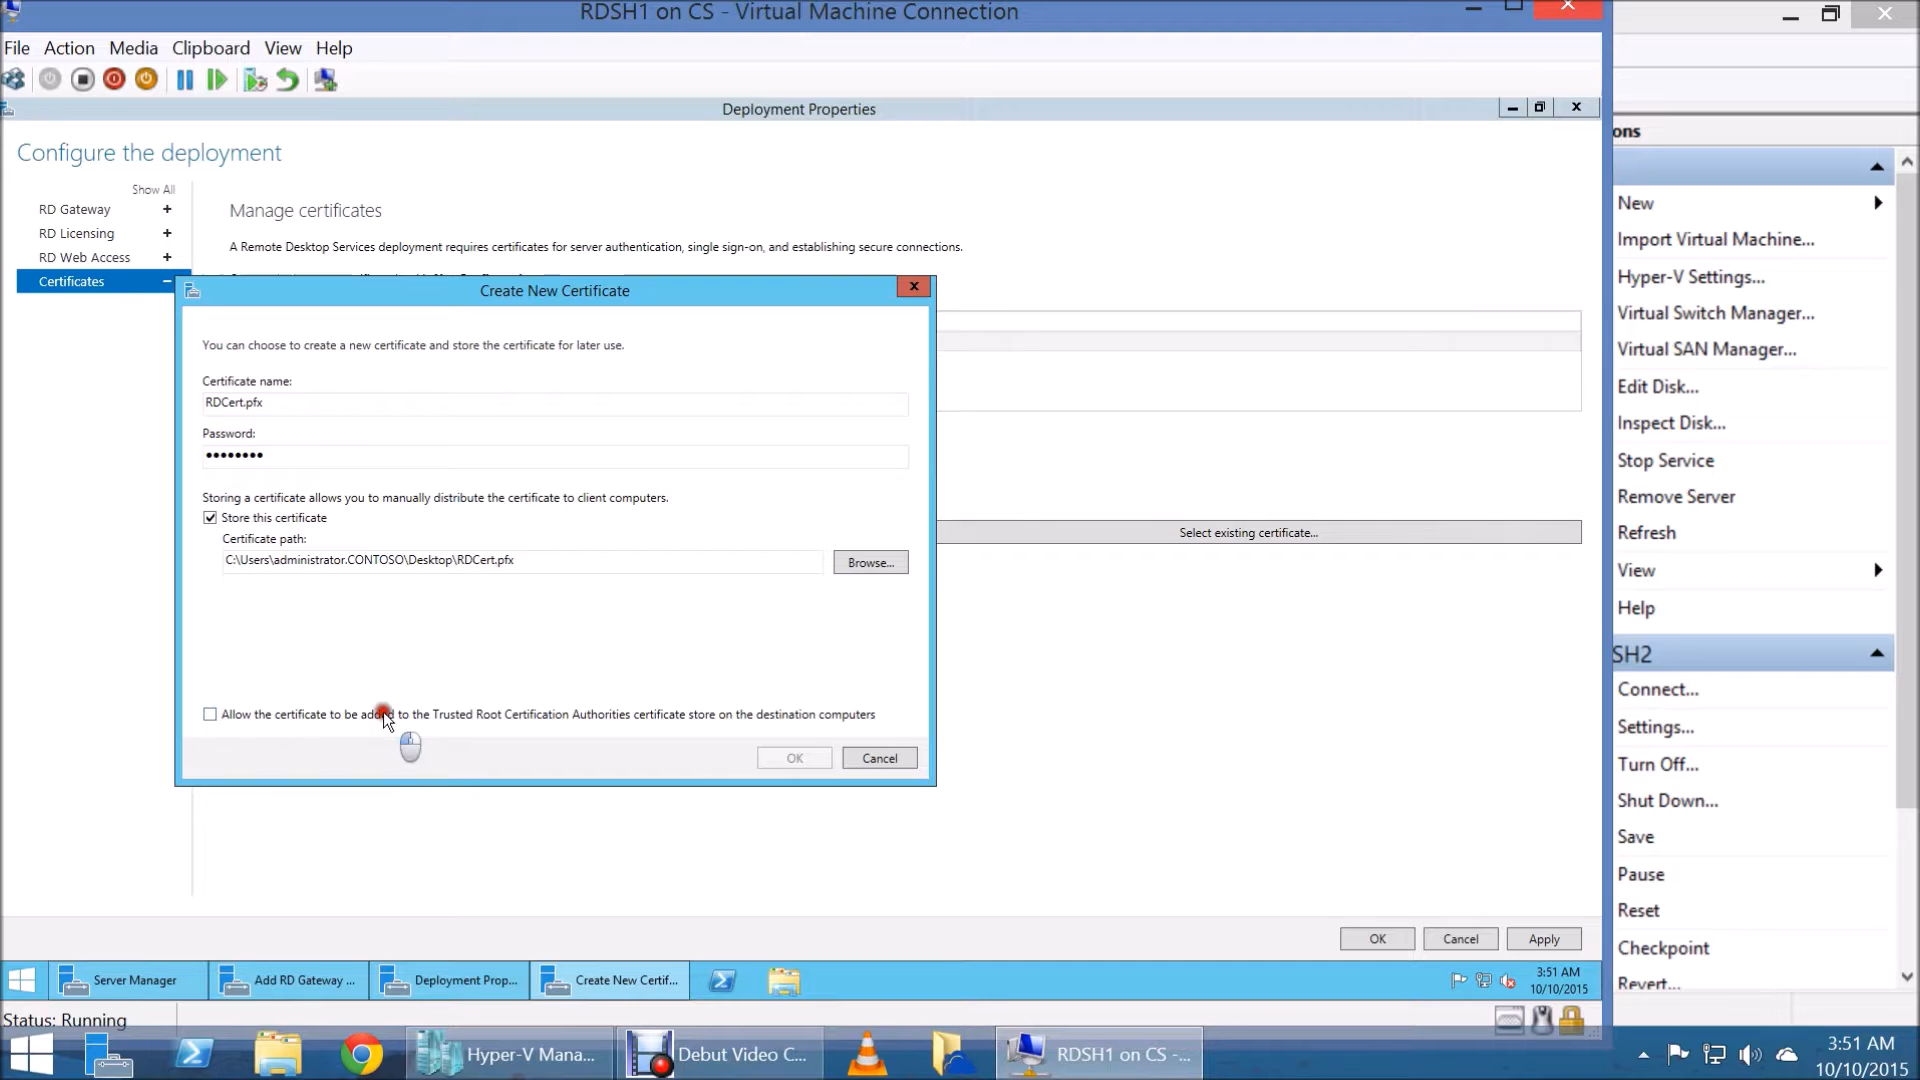 RDSH1 on CS - Virtual Machine Connection
File Action Media Clipboard View Help
Deployment Properties
Configure the deployment
Show All
RD Gateway +
RD Licensing +
RD Web Access +
Certificates –
Manage certificates
A Remote Desktop Services deployment requires certificates for server authentication, single sign-on, and establishing secure connections.
Create New Certificate
You can choose to create a new certificate and store the certificate for later use.
Certificate name:
RDCert.pfx
Password:
••••••••
Storing a certificate allows you to manually distribute the certificate to client computers.
Store this certificate
Certificate path:
C:\Users\administrator.CONTOSO\Desktop\RDCert.pfx
Browse...
Allow the certificate to be added to the Trusted Root Certification Authorities certificate store on the destination computers
OK Cancel
Select existing certificate...
OK Cancel Apply
Server Manager
Add RD Gateway ...
Deployment Prop...
Create New Certif...
3:51 AM
10/10/2015
Status: Running
ons
New
Import Virtual Machine...
Hyper-V Settings...
Virtual Switch Manager...
Virtual SAN Manager...
Edit Disk...
Inspect Disk...
Stop Service
Remove Server
Refresh
View
Help
SH2
Connect...
Settings...
Turn Off...
Shut Down...
Save
Pause
Reset
Checkpoint
Revert...
Hyper-V Mana...
Debut Video C...
RDSH1 on CS -...
3:51 AM
10/10/2015